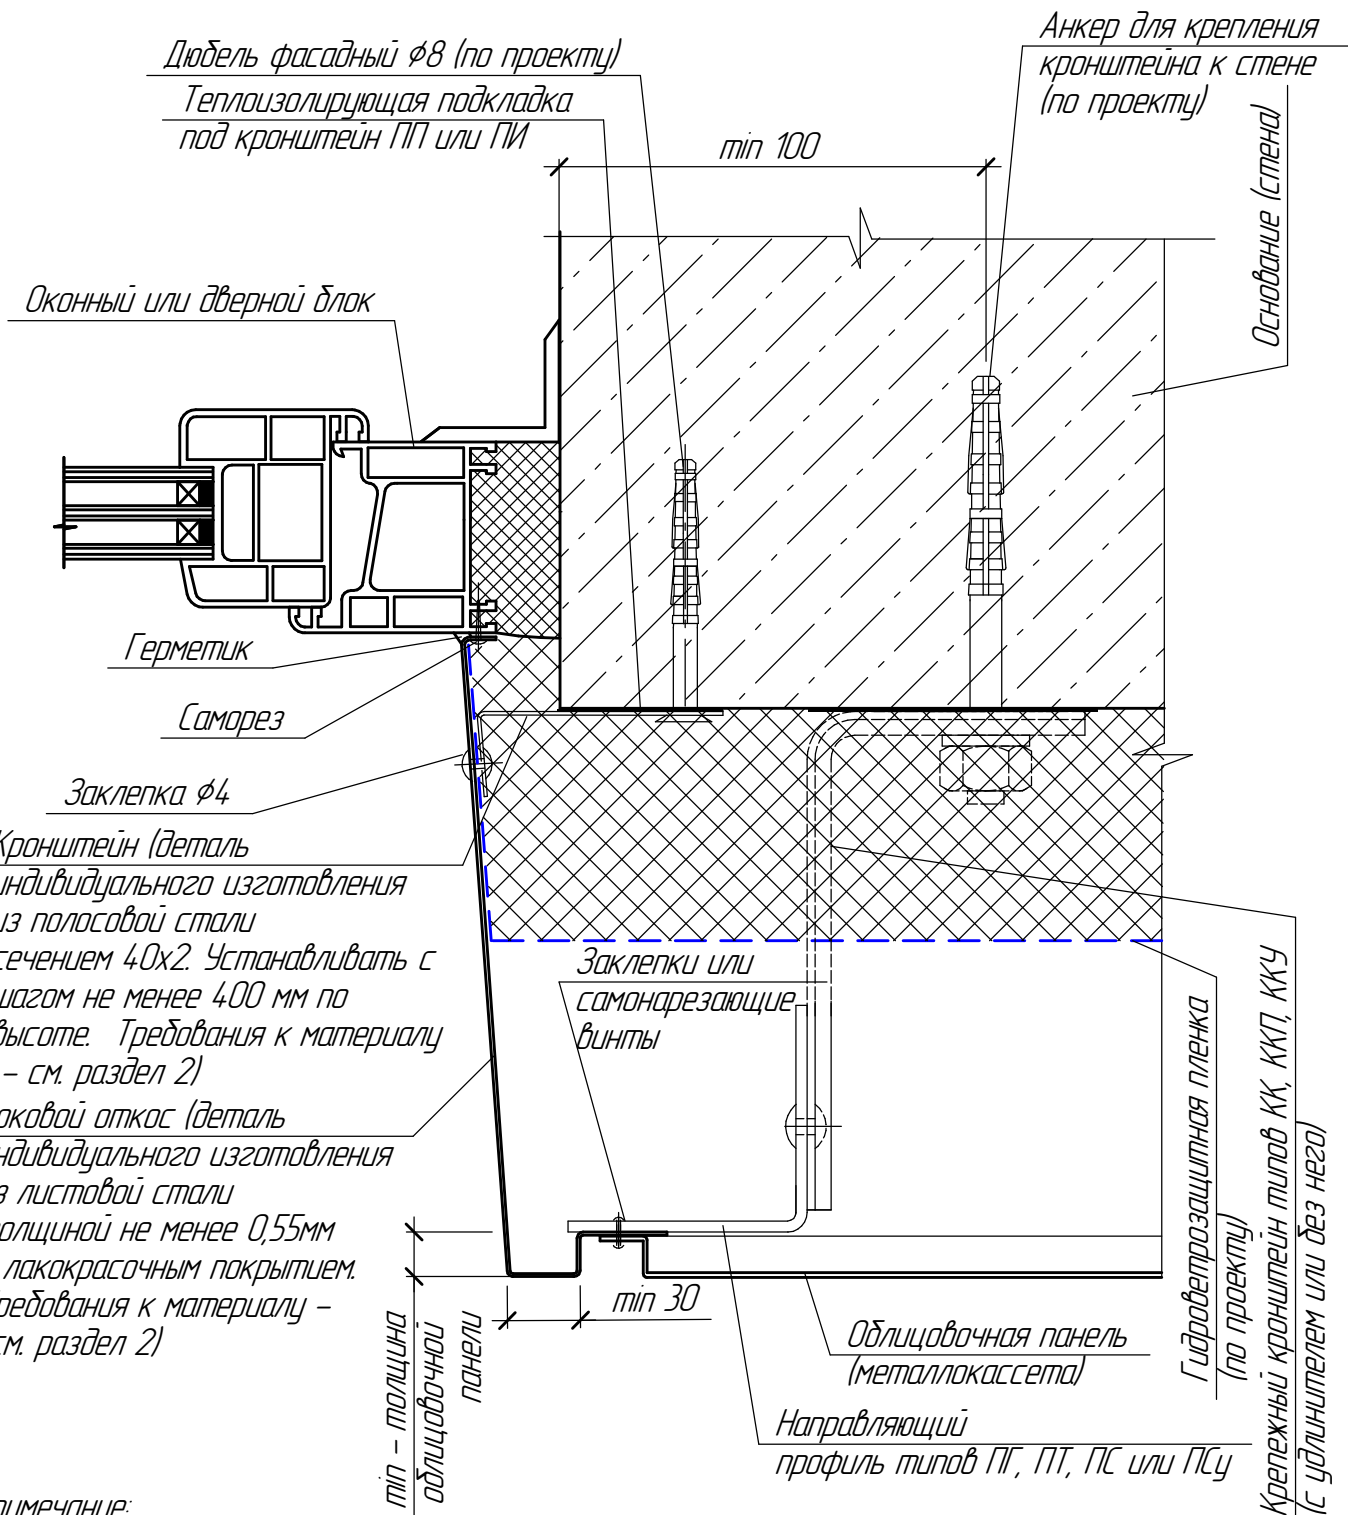 Дюбель фасадный ϕ8 (по проекту)
Теплоизолирующая подкладка
под кронштейн ПП или ПИ
Анкер для крепления
кронштейна к стене
(по проекту)
min 100
Основание (стена)
Оконный или дверной блок
Герметик
Саморез
Заклепка ϕ4
Кронштейн (деталь
индивидуального изготовления
из полосовой стали
сечением 40х2. Устанавливать с
шагом не менее 400 мм по
высоте. Требования к материалу
- см. раздел 2)
Заклепки или
самонарезающие
винты
оковой откос (деталь
ндивидуального изготовления
з листовой стали
олщиной не менее 0,55мм
лакокрасочным покрытием.
ребования к материалу -
см. раздел 2)
min - толщина
облицовочной
панели
min 30
Облицовочная панель
(металлокассета)
Направляющий
профиль типов ПГ, ПТ, ПС или ПСу
Гидроветрозащитная пленка
(по проекту)
Крепежный кронштейн типов КК, ККП, ККУ
(с удлинителем или без него)
римечание: